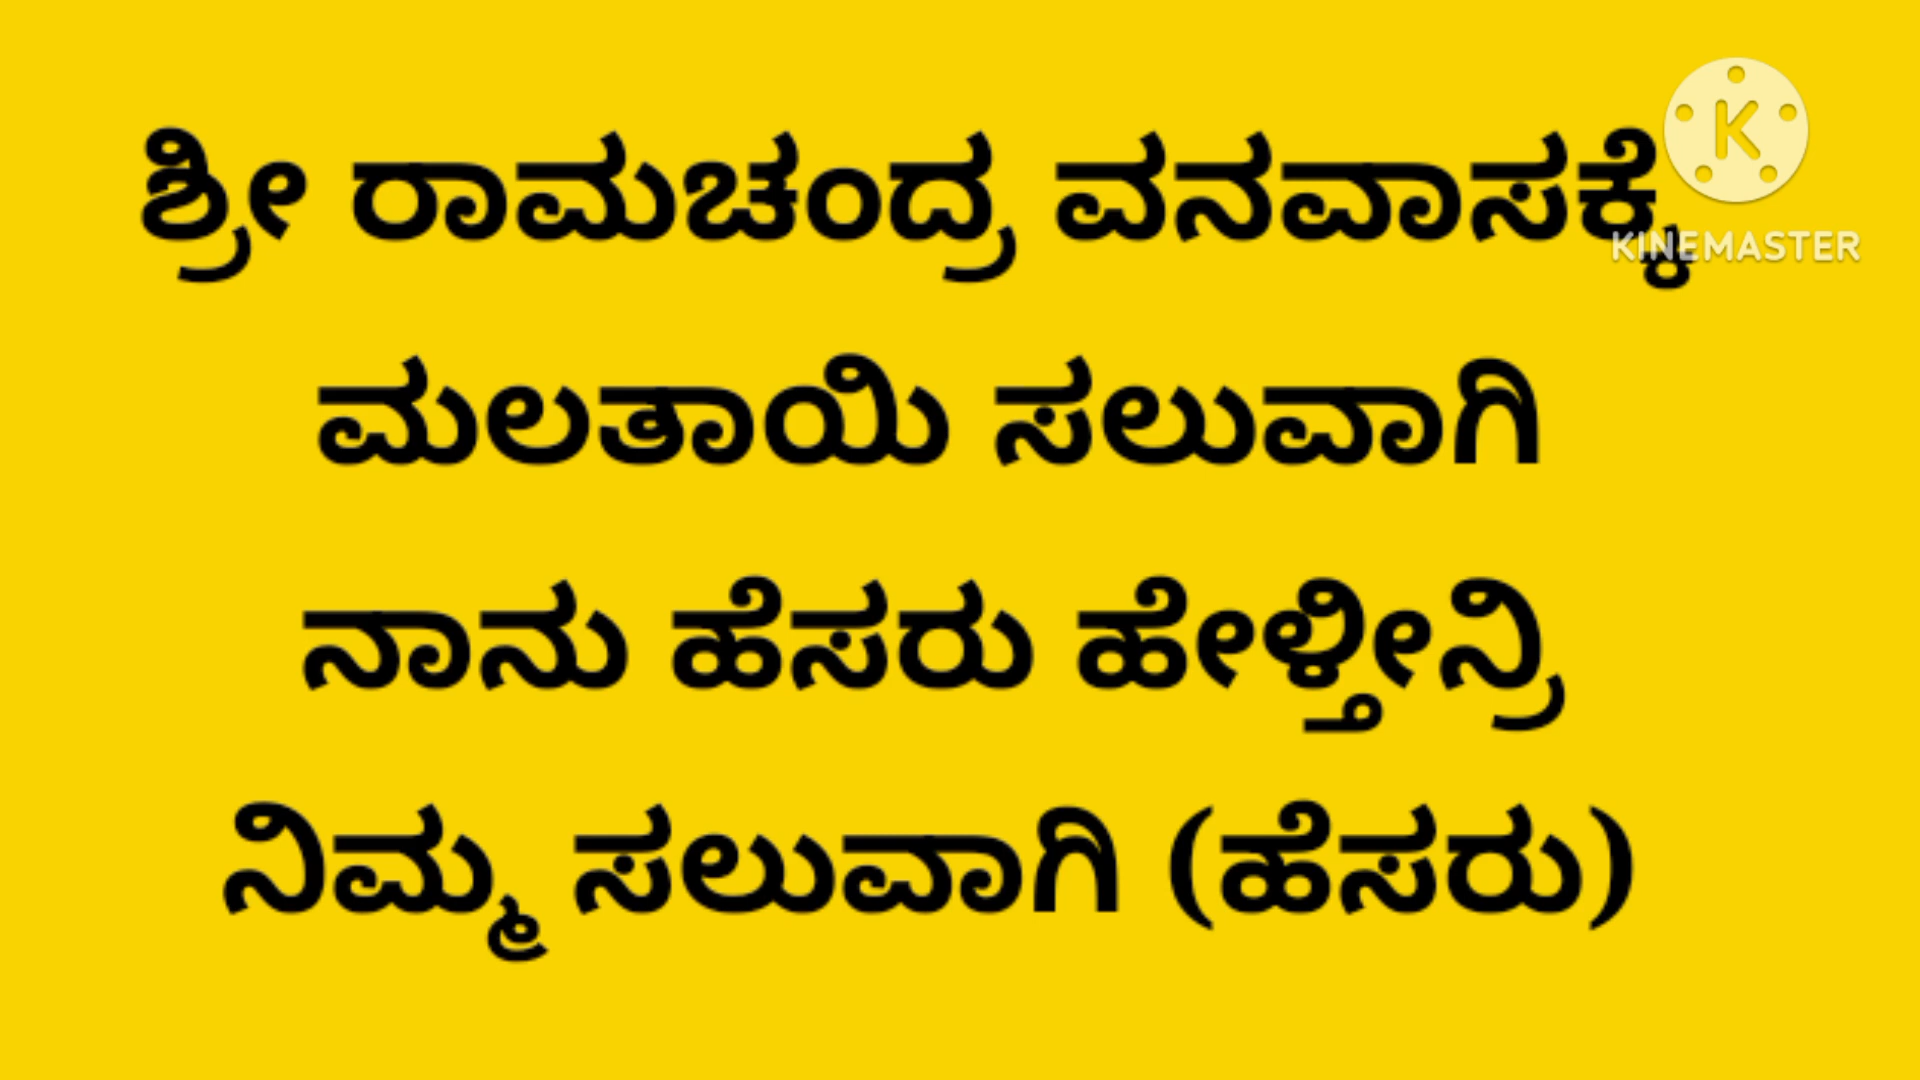 ಶ್ರೀ ರಾಮಚಂದ್ರ ವನವಾಸಕ್ಕೆ
K
KINEMASTER
ಮಲತಾಯಿ ಸಲುವಾಗಿ
ನಾನು ಹೆಸರು ಹೇಳ್ತೀನ್ರಿ
ನಿಮ್ಮ ಸಲುವಾಗಿ (ಹೆಸರು)